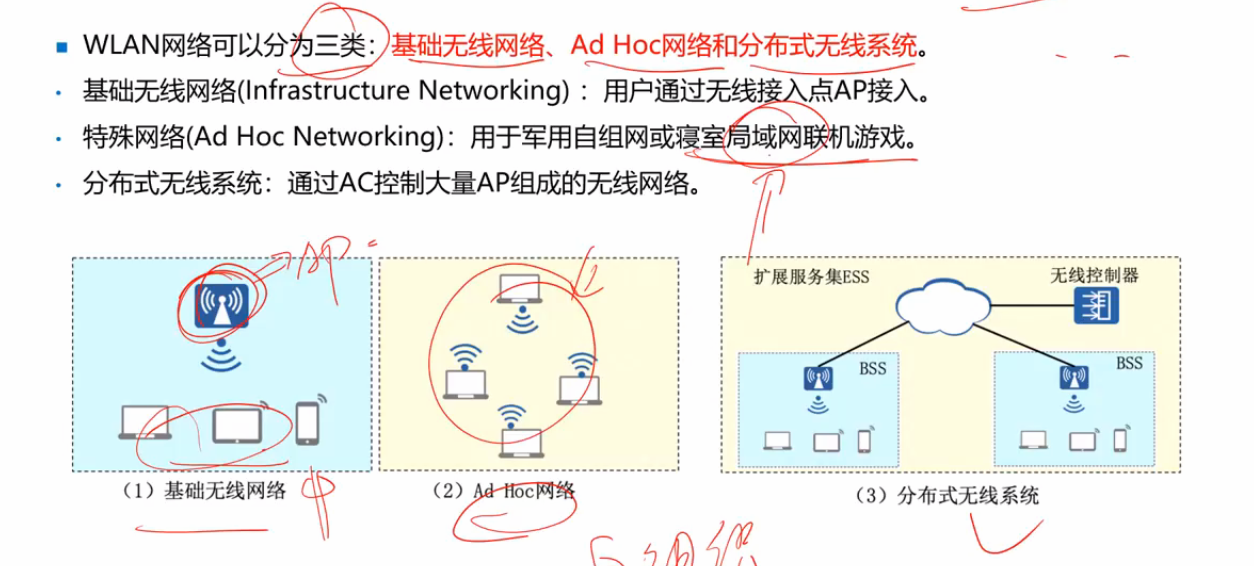 WLAN网络可以分为三类：基础无线网络、Ad Hoc网络和分布式无线系统。
基础无线网络(Infrastructure Networking) ：用户通过无线接入点AP接入。
特殊网络(Ad Hoc Networking)：用于军用自组网或寝室局域网联机游戏。
分布式无线系统：通过AC控制大量AP组成的无线网络。
AP
扩展服务集ESS
无线控制器
BSS
BSS
（1）基础无线网络
（2）Ad Hoc网络
（3）分布式无线系统